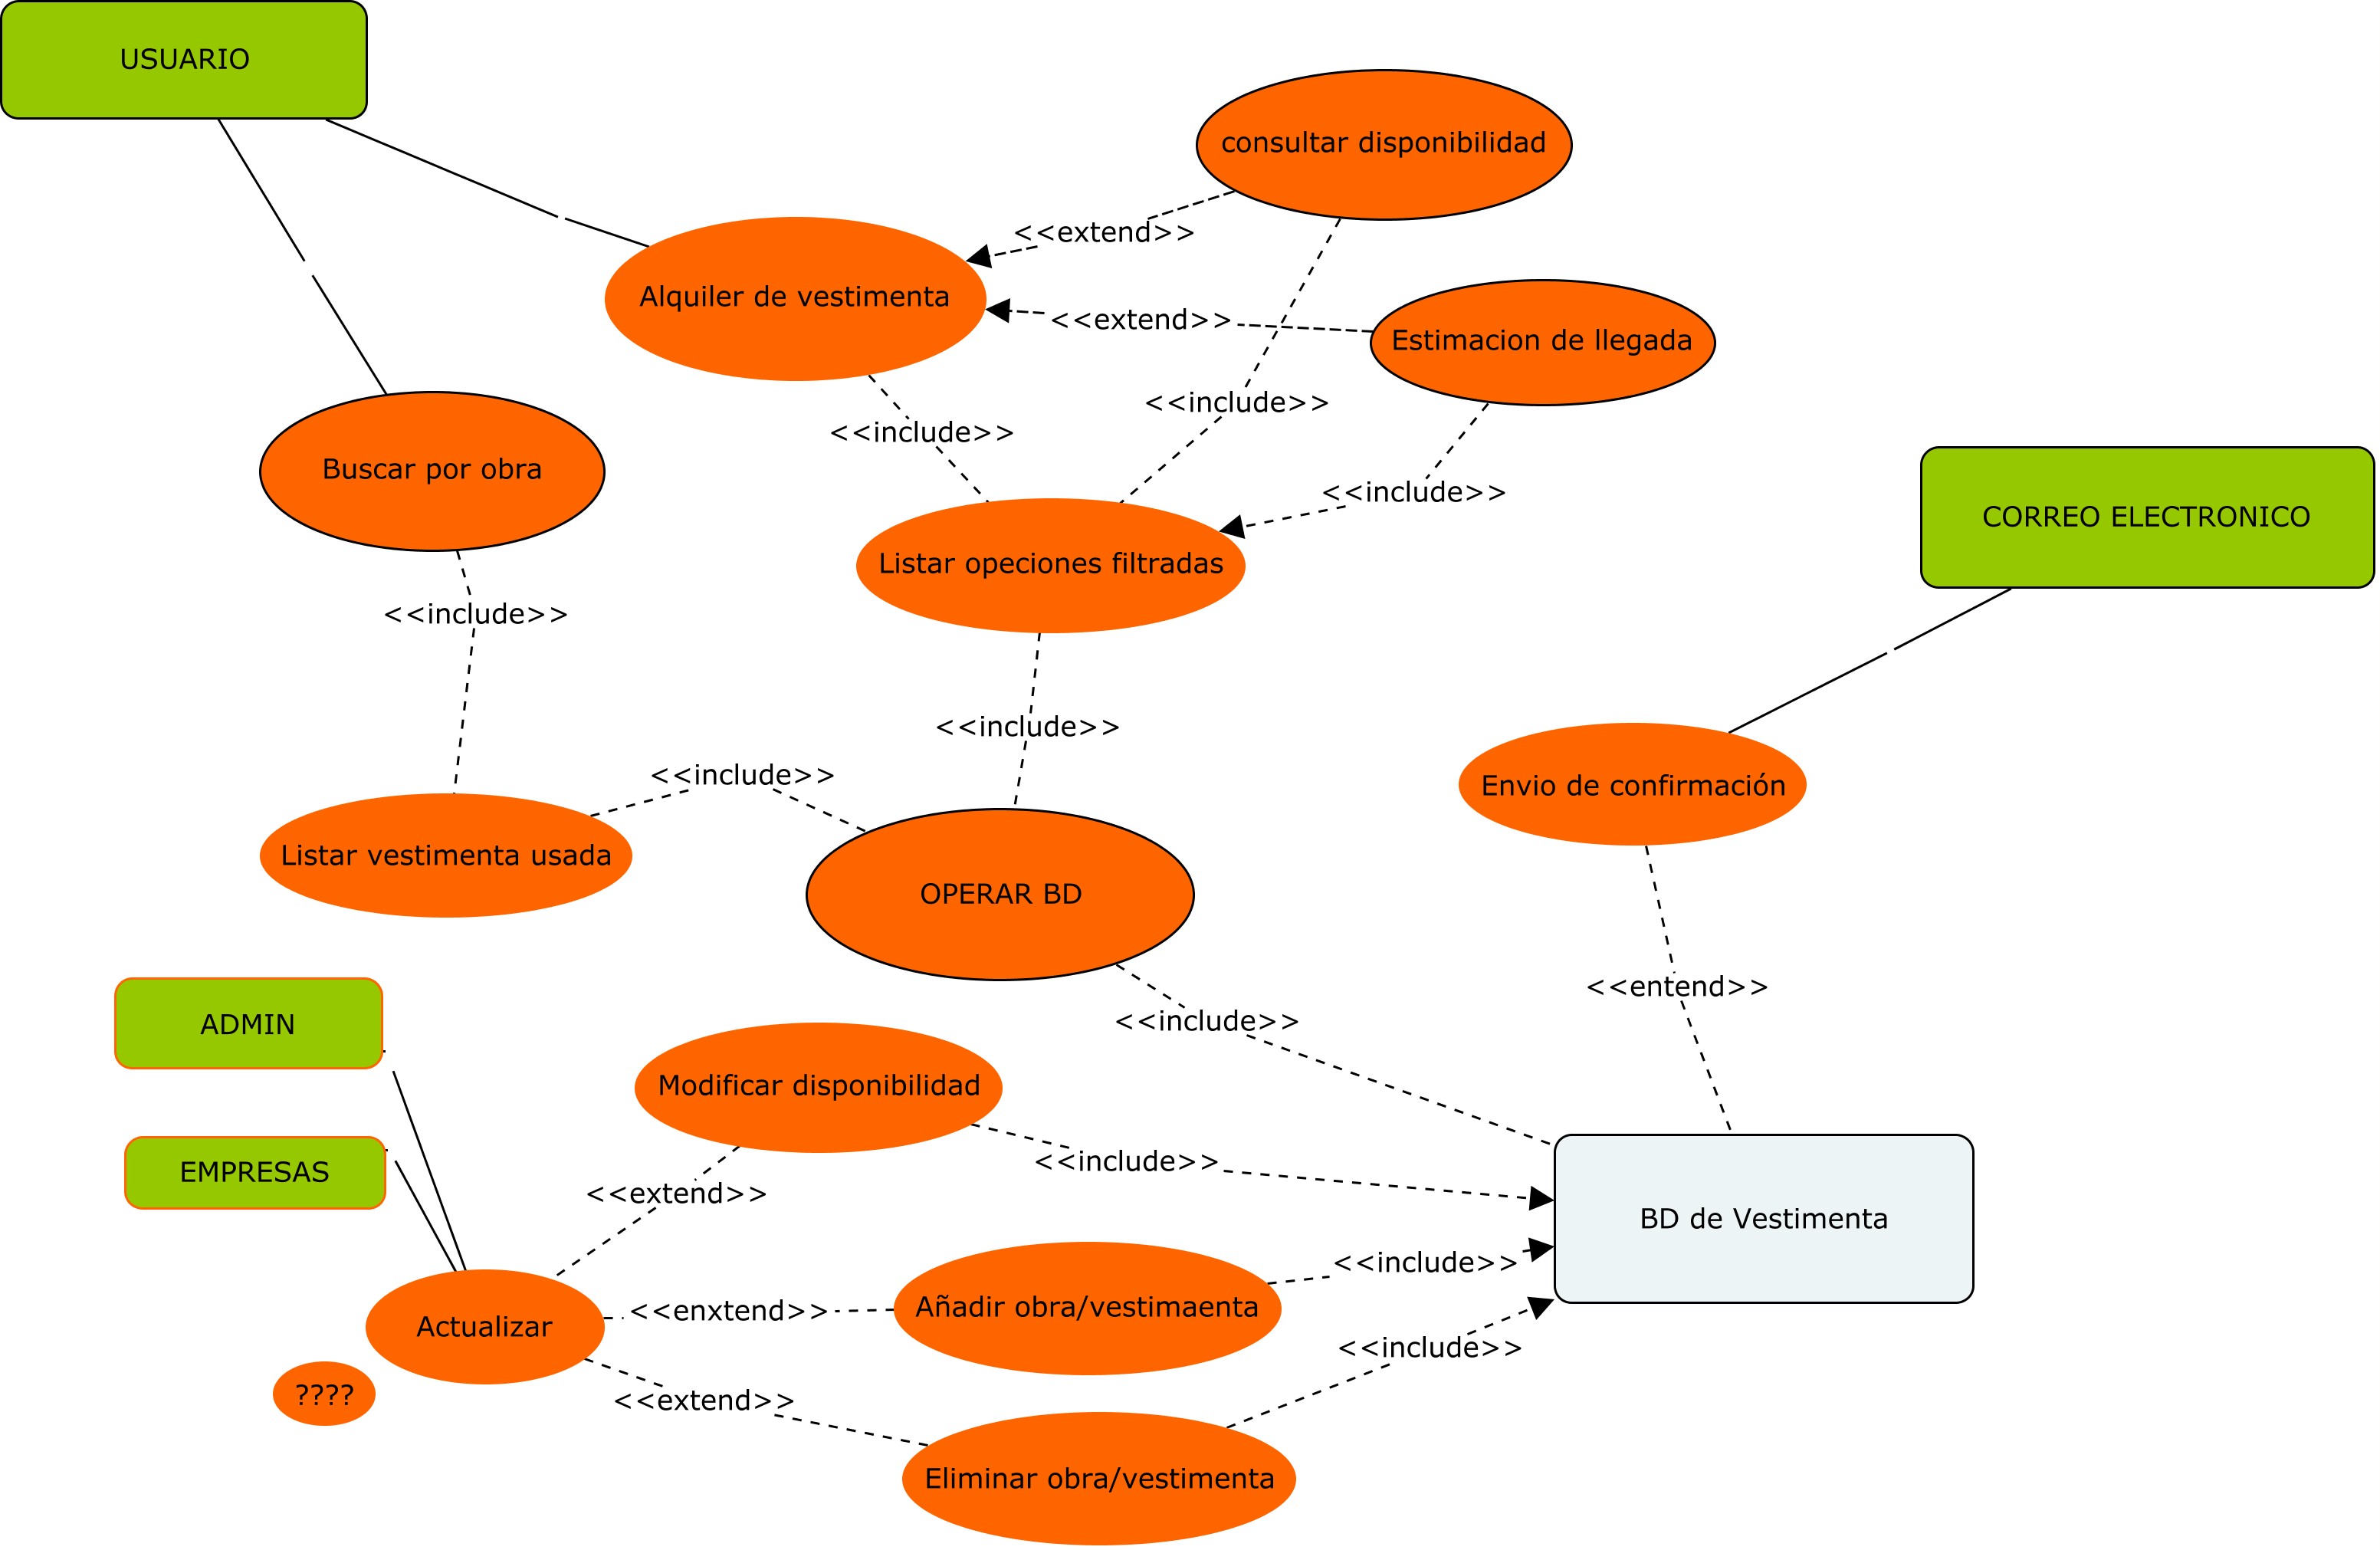 USUARIO
consultar disponibilidad
<<extend>>
Alquiler de vestimenta
<<extend>>
Estimacion de llegada
<<include>>
<<include>>
Buscar por obra
<<include>>
CORREO ELECTRONICO
Listar opeciones filtradas
<<include>>
<<include>>
<<include>>
Envio de confirmación
Listar vestimenta usada
OPERAR BD
<<entend>>
ADMIN
<<include>>
Modificar disponibilidad
<<include>>
EMPRESAS
<<extend>>
BD de Vestimenta
<<include>>
Añadir obra/vestimaenta
<<enxtend>>
Actualizar
<<include>>
????
<<extend>>
Eliminar obra/vestimenta